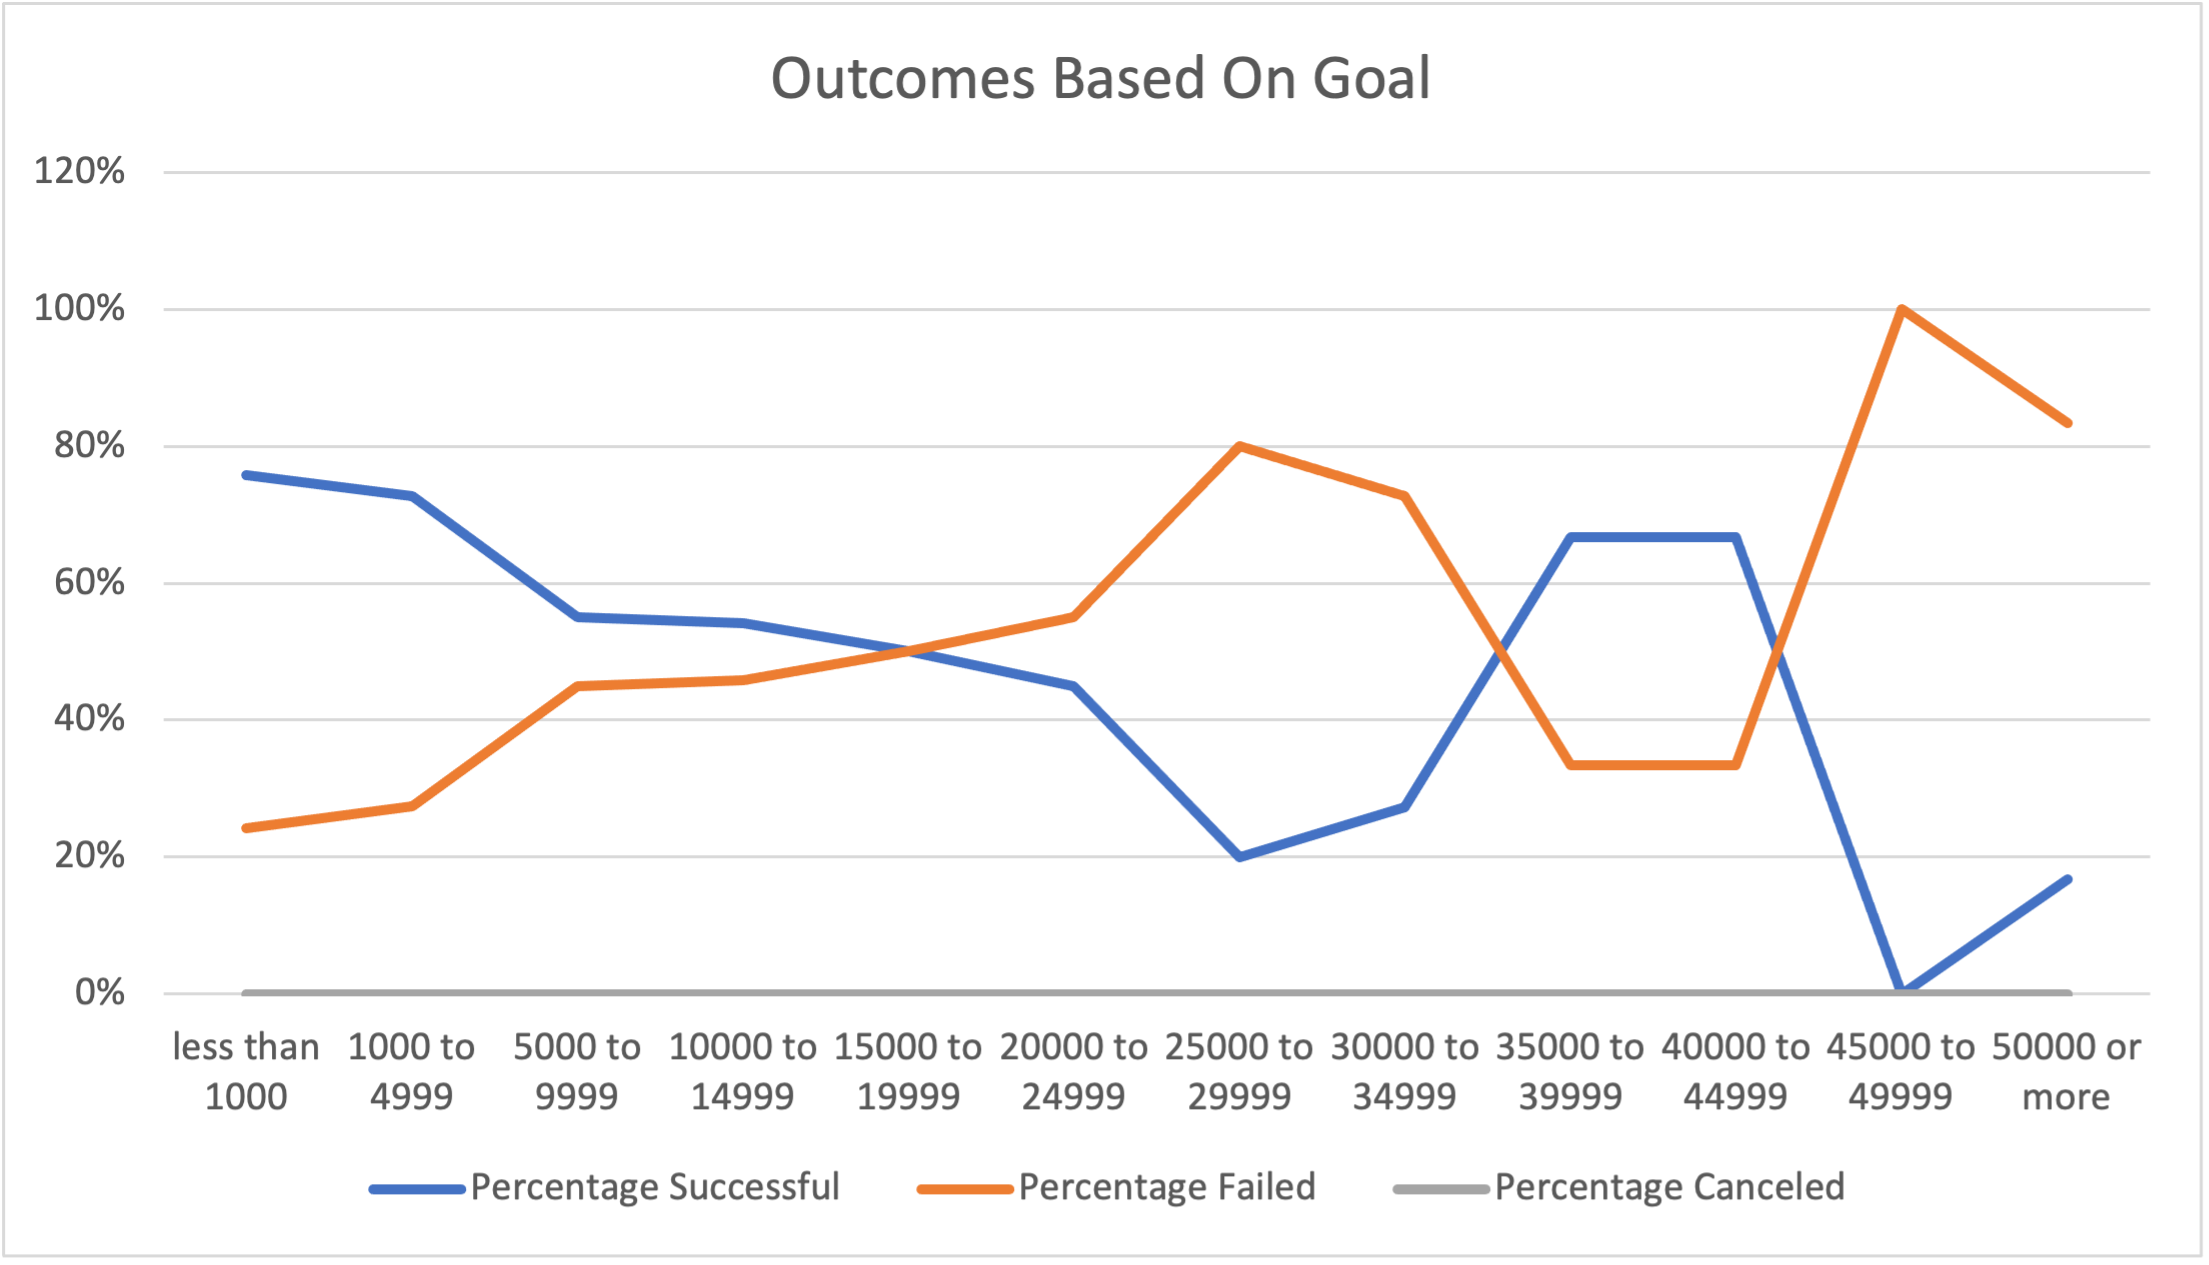 Outcomes Based On Goal
120%
100%
80%
60%
40%
20%
0%
less than 1000 to 5000 to 10000 to 15000 to 20000 to 25000 to 30000 to 35000 to 40000 to 45000 to 50000 or
1000 4999 9999 14999 19999 24999 29999 34999 39999 44999 49999 more
Percentage Successful Percentage Failed Percentage Canceled